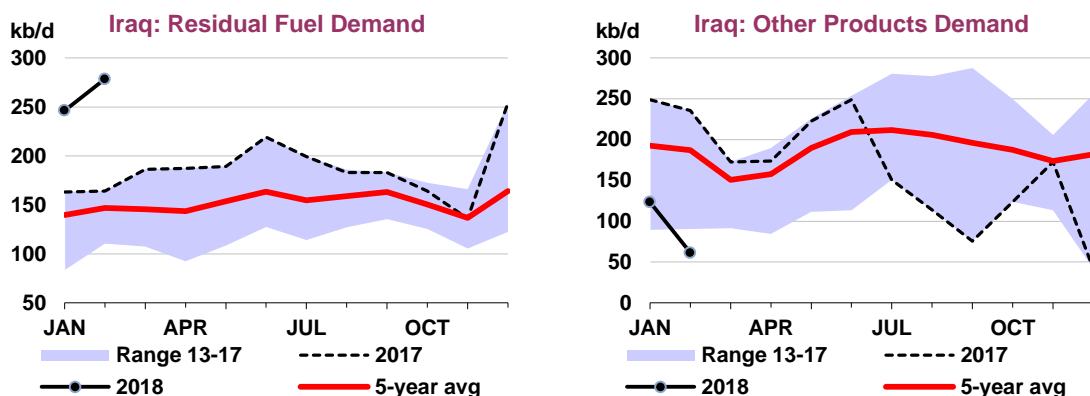 Iraq: Residual Fuel Demand
kb/d
300
250
200
150
100
50
JAN APR JUL OCT
Range 13-17 2017
2018 5-year avg
Iraq: Other Products Demand
kb/d
300
250
200
150
100
50
0
JAN APR JUL OCT
Range 13-17 2017
2018 5-year avg